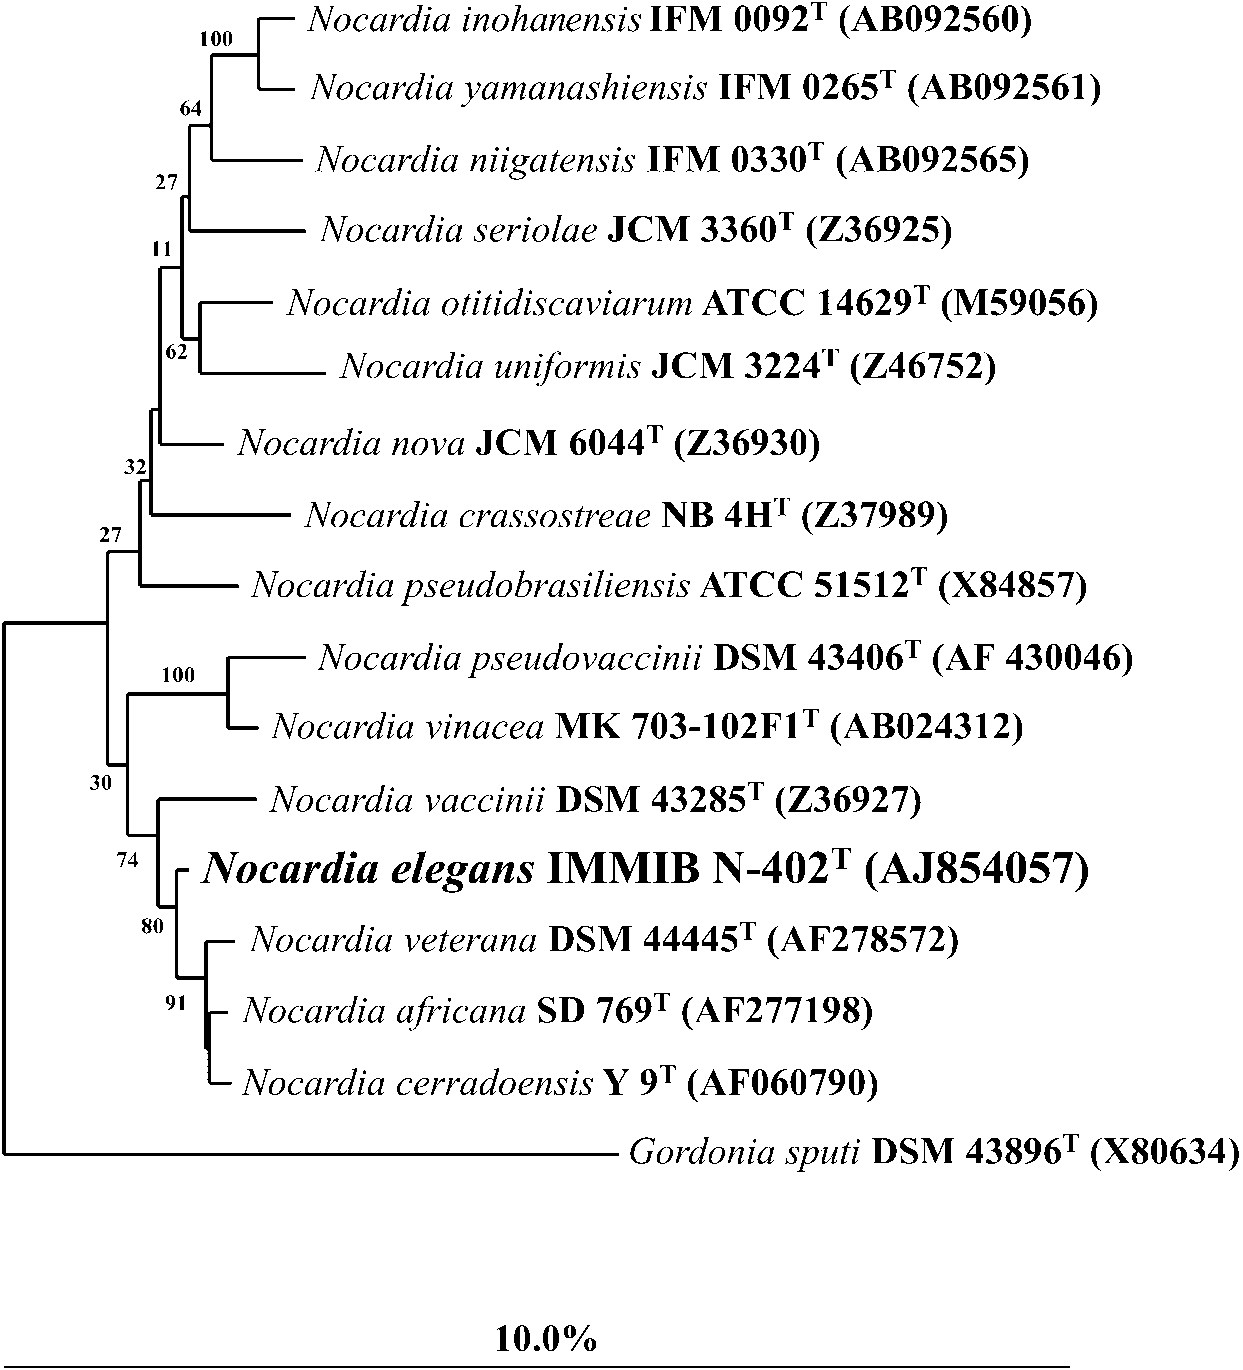 Nocardia inohanensis IFM 0092T (AB092560)
100
Nocardia yamanashiensis IFM 0265T (AB092561)
64
Nocardia niigatensis IFM 0330T (AB092565)
27
Nocardia seriolae JCM 3360T (Z36925)
11
Nocardia otitidiscaviarum ATCC 14629T (M59056)
62
Nocardia uniformis JCM 3224T (Z46752)
Nocardia nova JCM 6044T (Z36930)
32
Nocardia crassostreae NB 4HT (Z37989)
27
Nocardia pseudobrasiliensis ATCC 51512T (X84857)
Nocardia pseudovaccinii DSM 43406T (AF 430046)
100
Nocardia vinacea MK 703-102F1T (AB024312)
30
Nocardia vaccinii DSM 43285T (Z36927)
74
Nocardia elegans IMMIB N-402T (AJ854057)
80
Nocardia veterana DSM 44445T (AF278572)
91
Nocardia africana SD 769T (AF277198)
Nocardia cerradoensis Y 9T (AF060790)
Gordonia sputi DSM 43896T (X80634)
10.0%